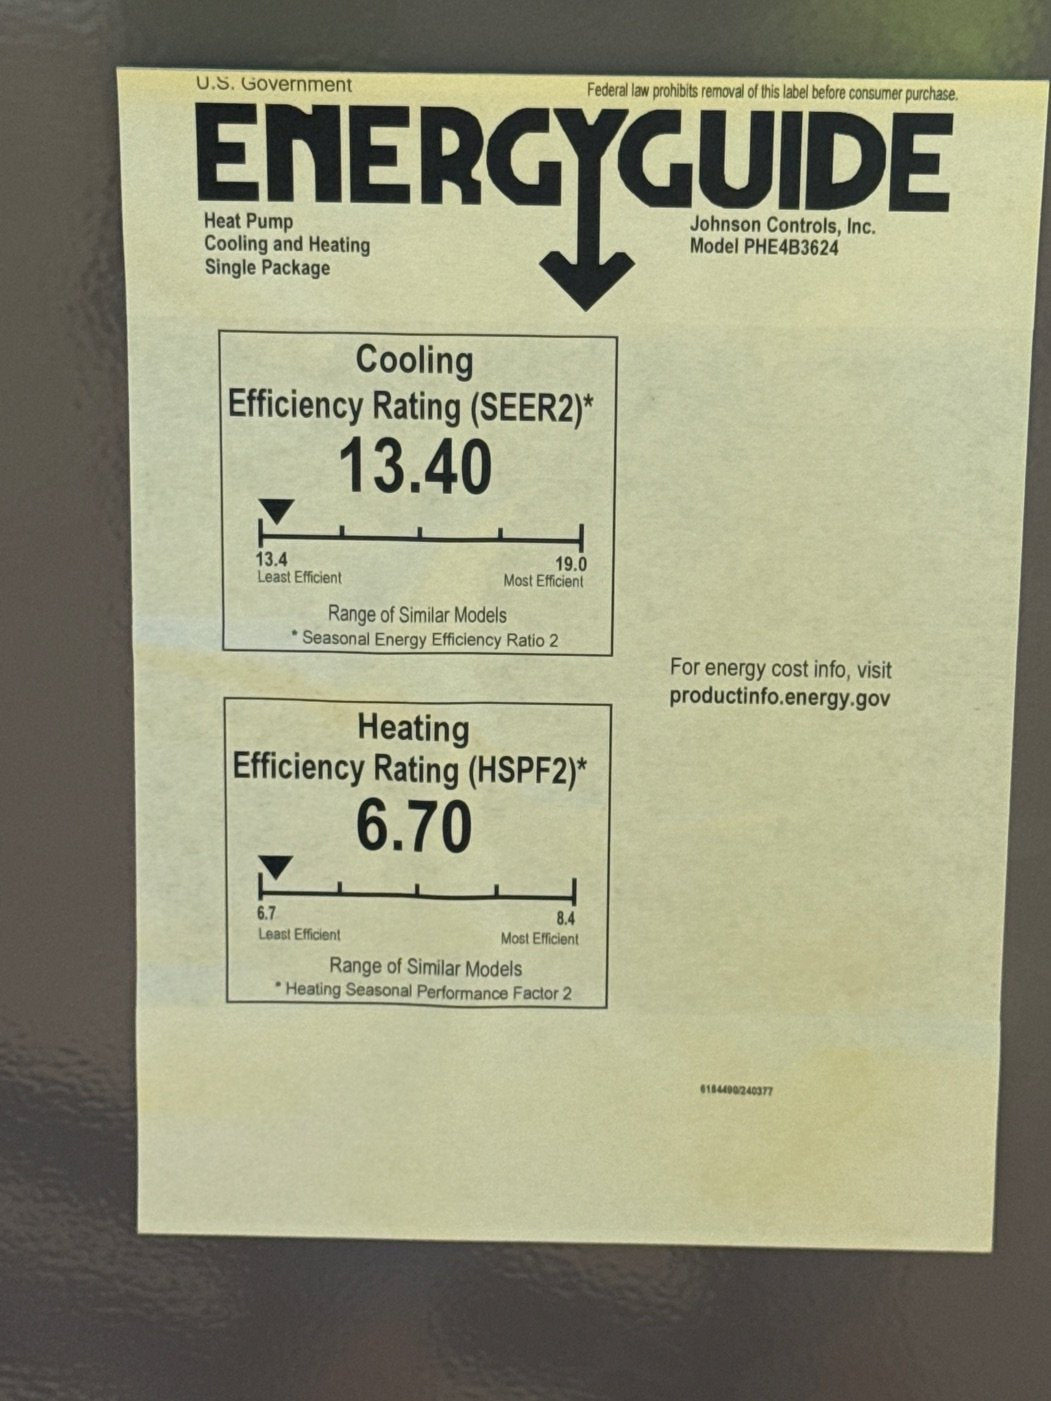 U.S. Government
Federal law prohibits removal of this label before consumer purchase.
ENERGYGUIDE
Heat Pump
Cooling and Heating
Single Package
Johnson Controls, Inc.
Model PHE4B3624
Cooling
Efficiency Rating (SEER2)*
13.40
13.4
Least Efficient
19.0
Most Efficient
Range of Similar Models
* Seasonal Energy Efficiency Ratio 2
For energy cost info, visit
productinfo.energy.gov
Heating
Efficiency Rating (HSPF2)*
6.70
6.7
Least Efficient
8.4
Most Efficient
Range of Similar Models
* Heating Seasonal Performance Factor 2
6184490/240377